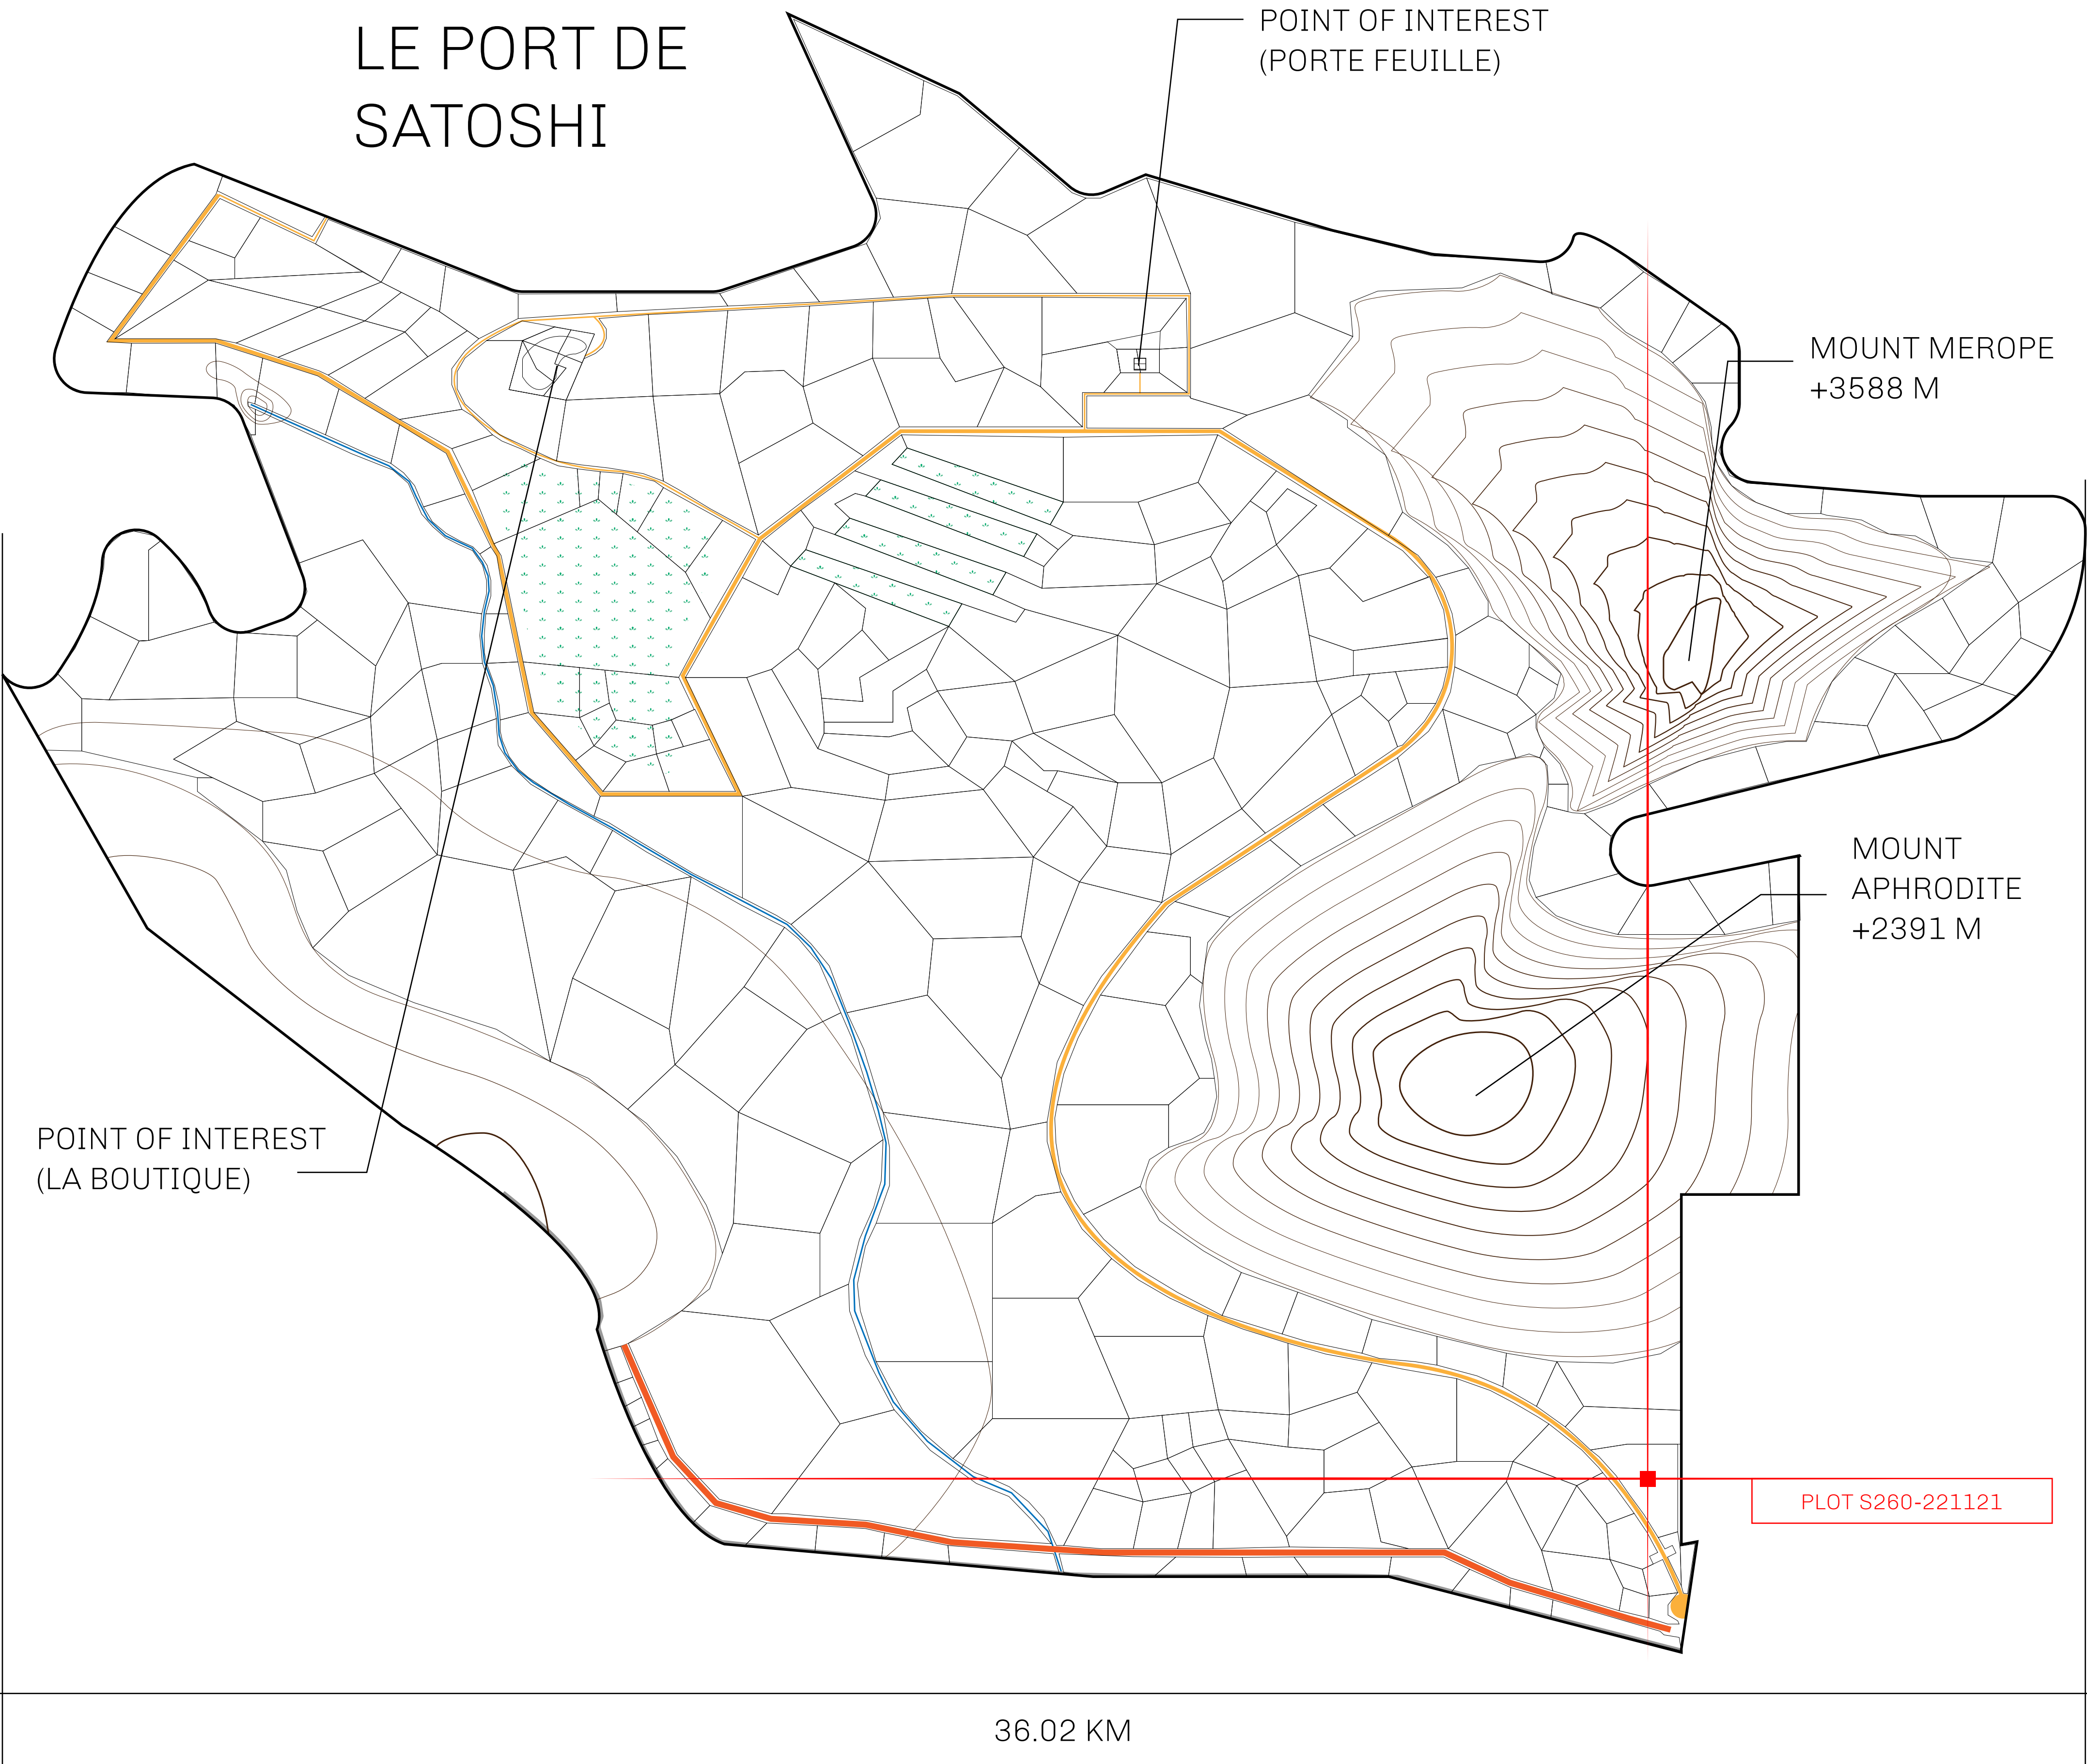 LE PORT DE
SATOSHI
POINT OF INTEREST
(PORTE FEUILLE)
MOUNT MEROPE
+3588 M
MOUNT
APHRODITE
+2391 M
POINT OF INTEREST
(LA BOUTIQUE)
PLOT S260-221121
36.02 KM